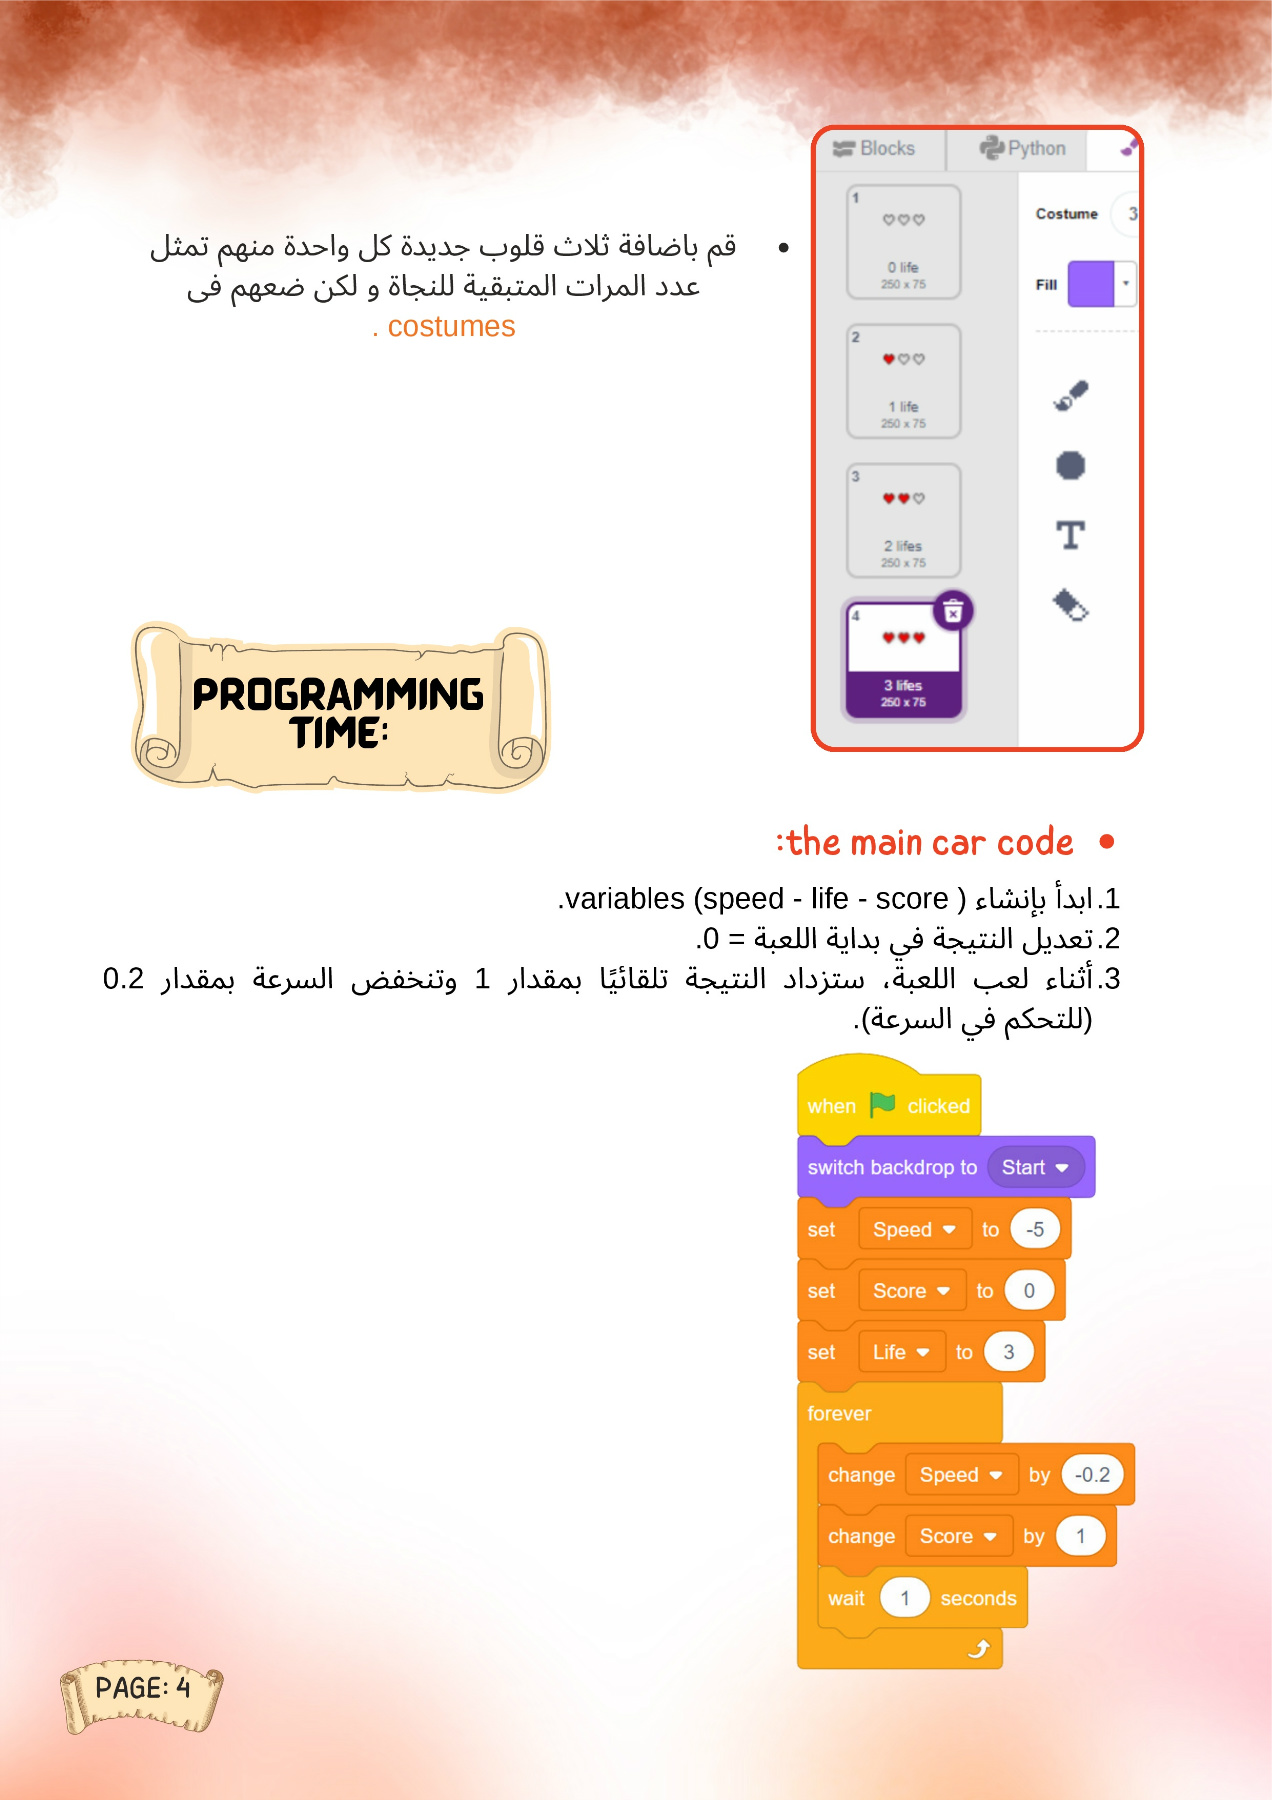 Blocks
Python
1
0 life
250 x 75
2
1 life
250 x 75
3
2 lifes
250 x 75
4
3 lifes
250 x 75
Costume
3
Fill
T
• قم باضافة ثلاث قلوب جديدة كل واحدة منهم تمثل
عدد المرات المتبقية للنجاة و لكن ضعهم فى
costumes .
PROGRAMMING
TIME:
• the main car code:
1. ابدأ بإنشاء variables (speed - life - score ).
2. تعديل النتيجة في بداية اللعبة = 0.
3. أثناء لعب اللعبة، ستزداد النتيجة تلقائيًا بمقدار 1 وتنخفض السرعة بمقدار 0.2
(للتحكم في السرعة).
when clicked
switch backdrop to Start
set Speed to -5
set Score to 0
set Life to 3
forever
change Speed by -0.2
change Score by 1
wait 1 seconds
PAGE: 4